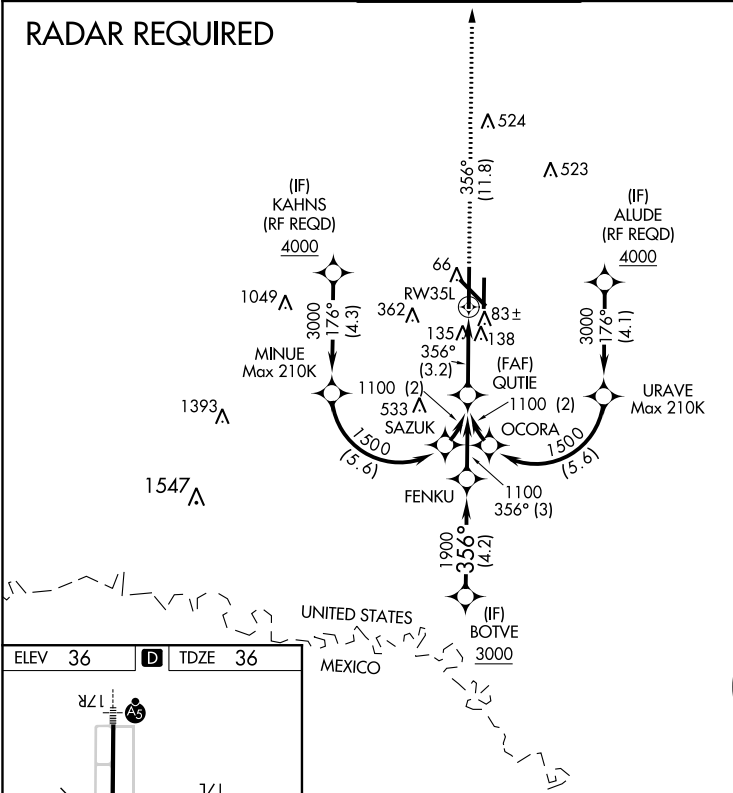 RADAR REQUIRED
524
523
356°
(11.8)
(IF)
KAHNS
(RF REQD)
4000
(IF)
ALUDE
(RF REQD)
4000
66
RW35L
1049
362
83±
135
138
3000
176°
(4.3)
3000
176°
(4.1)
356°
(3.2)
(FAF)
QUTIE
MINUE
Max 210K
URAVE
Max 210K
1100 (2)
1100 (2)
533
1393
SAZUK
OCORA
1500
(5.6)
1500
(5.6)
1547
FENKU
1100
356° (3)
1900
356°
(4.2)
(IF)
BOTVE
3000
UNITED STATES
MEXICO
ELEV 36 D TDZE 36
17R
A5